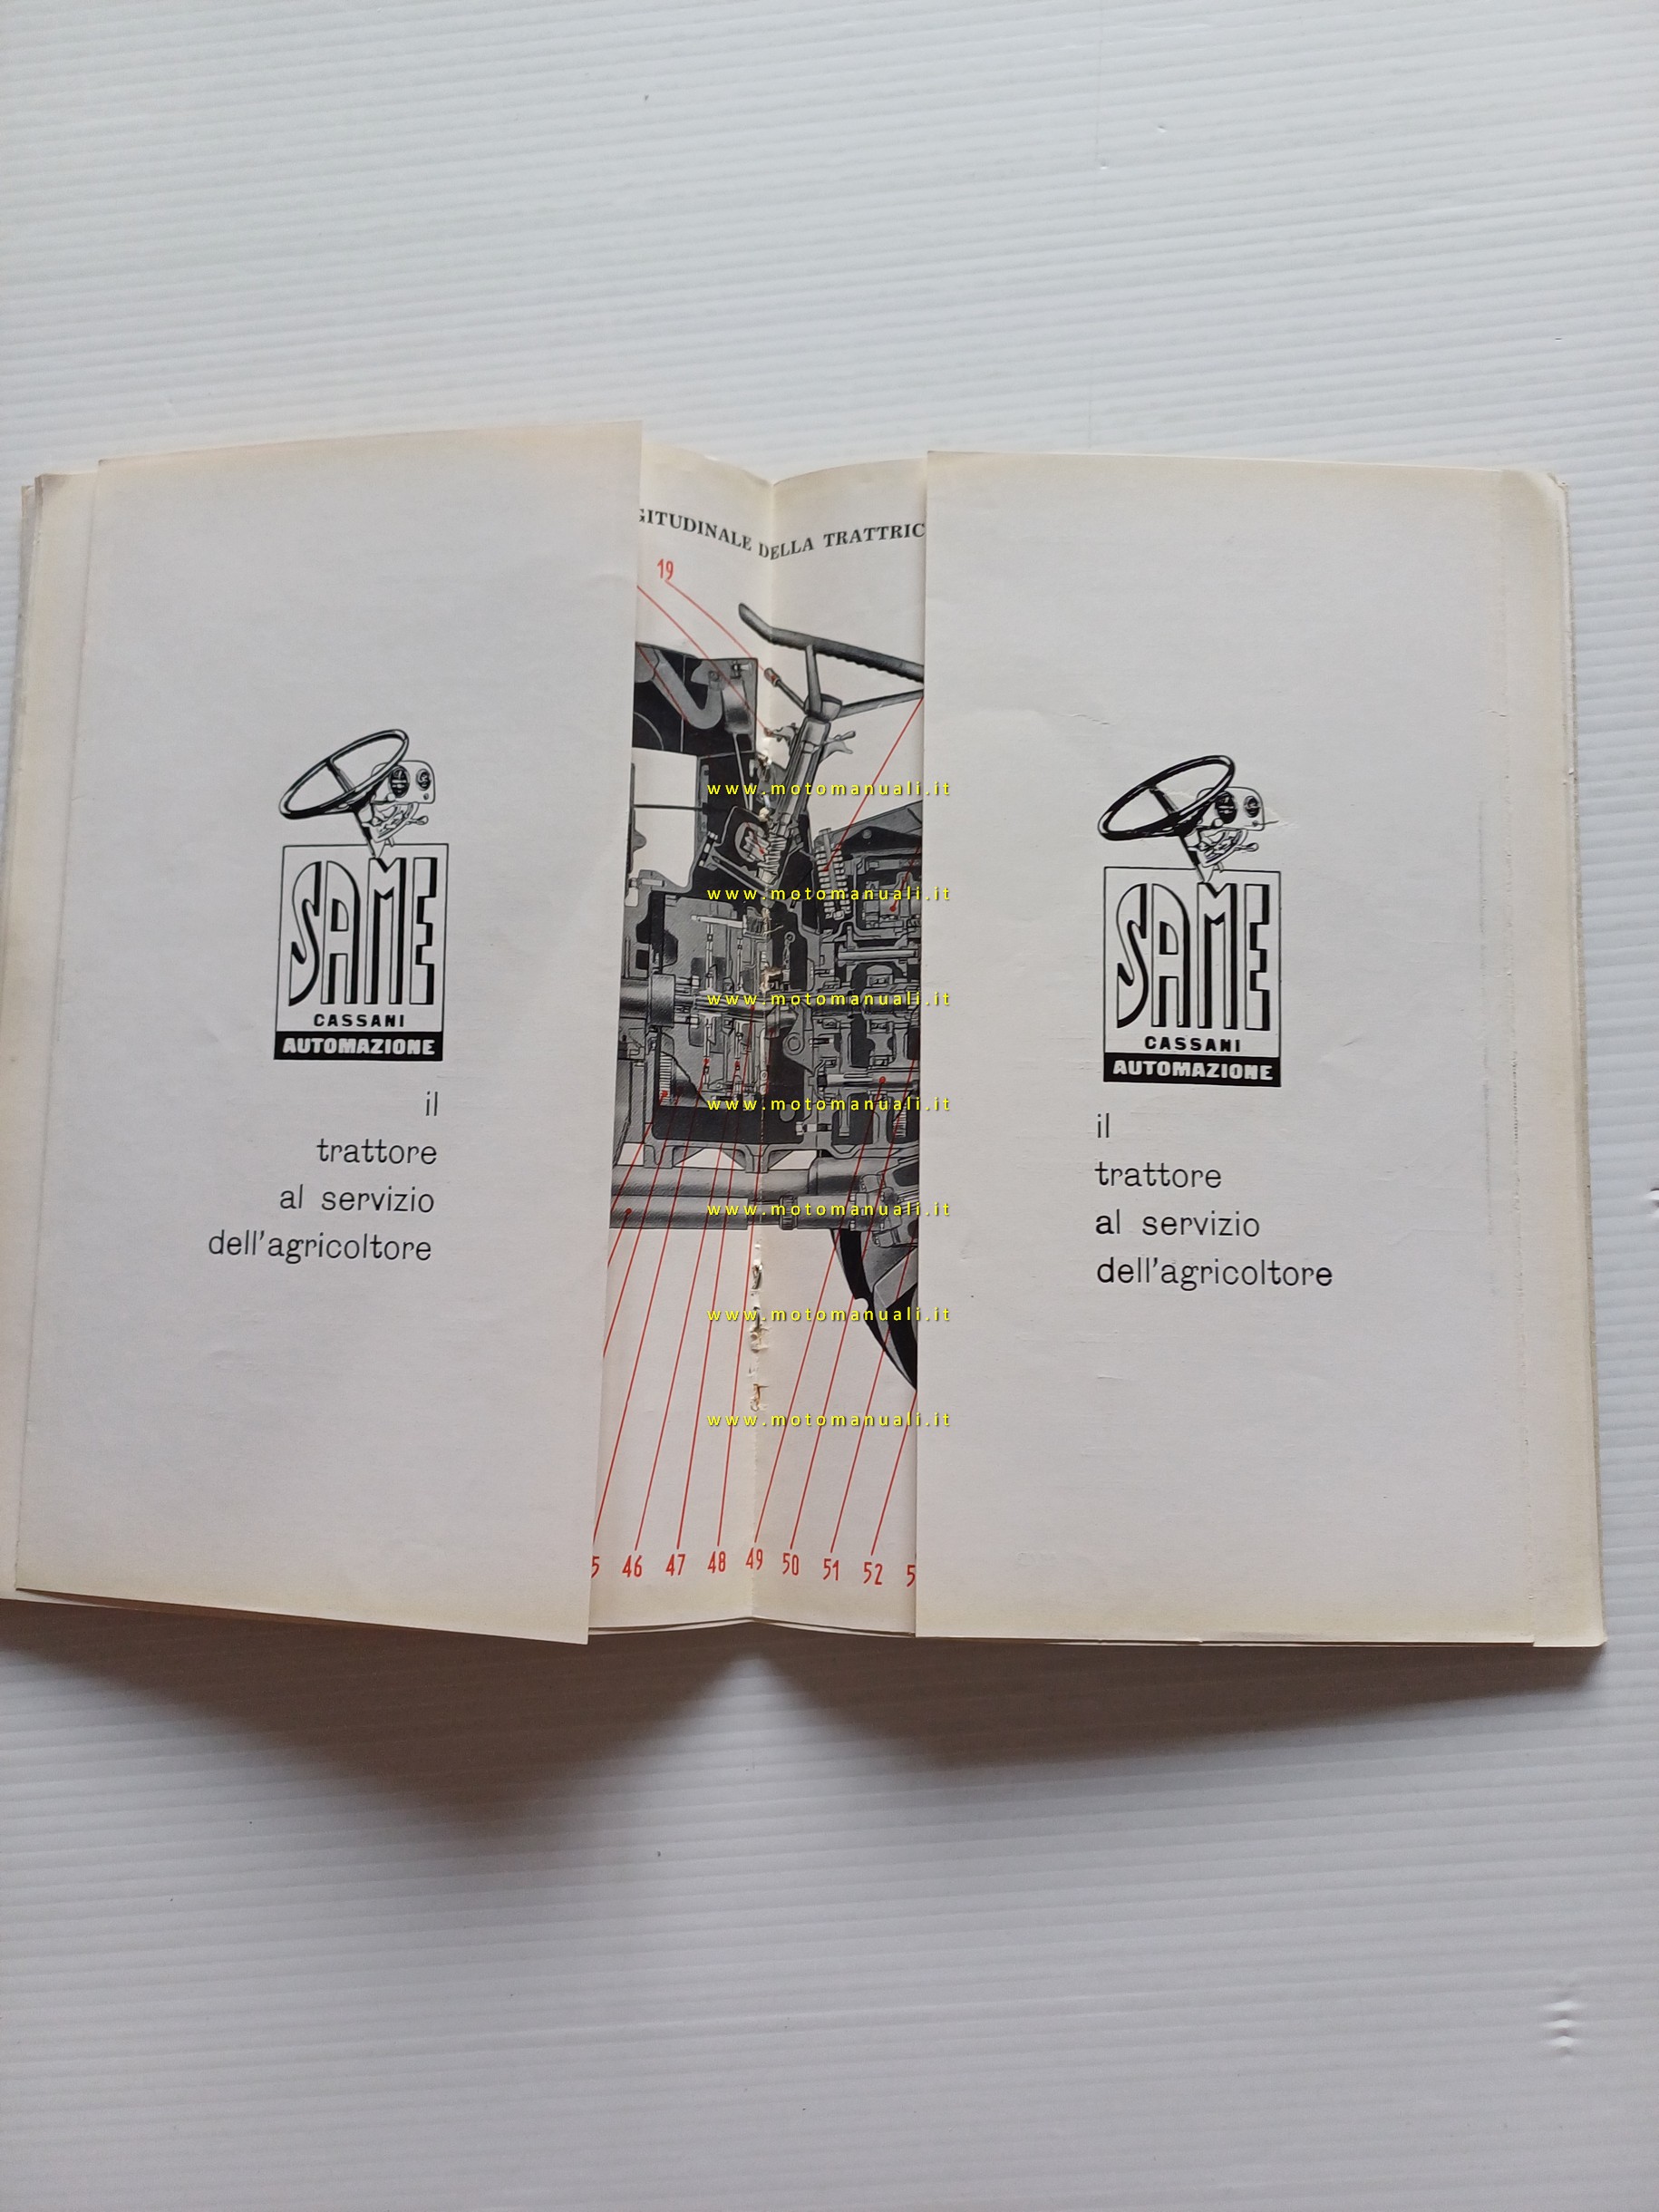 SAME
CASSANI
AUTOMAZIONE
il
trattore
al servizio
dell'agricoltore
GITUDINALE DELLA TRATTRIC
19
www.motomanuali.it
www.motomanuali.it
www.motomanuali.it
www.motomanuali.it
www.motomanuali.it
www.motomanuali.it
www.motomanuali.it
5 46 47 48 49 50 51 52 5
SAME
CASSANI
AUTOMAZIONE
il
trattore
al servizio
dell'agricoltore